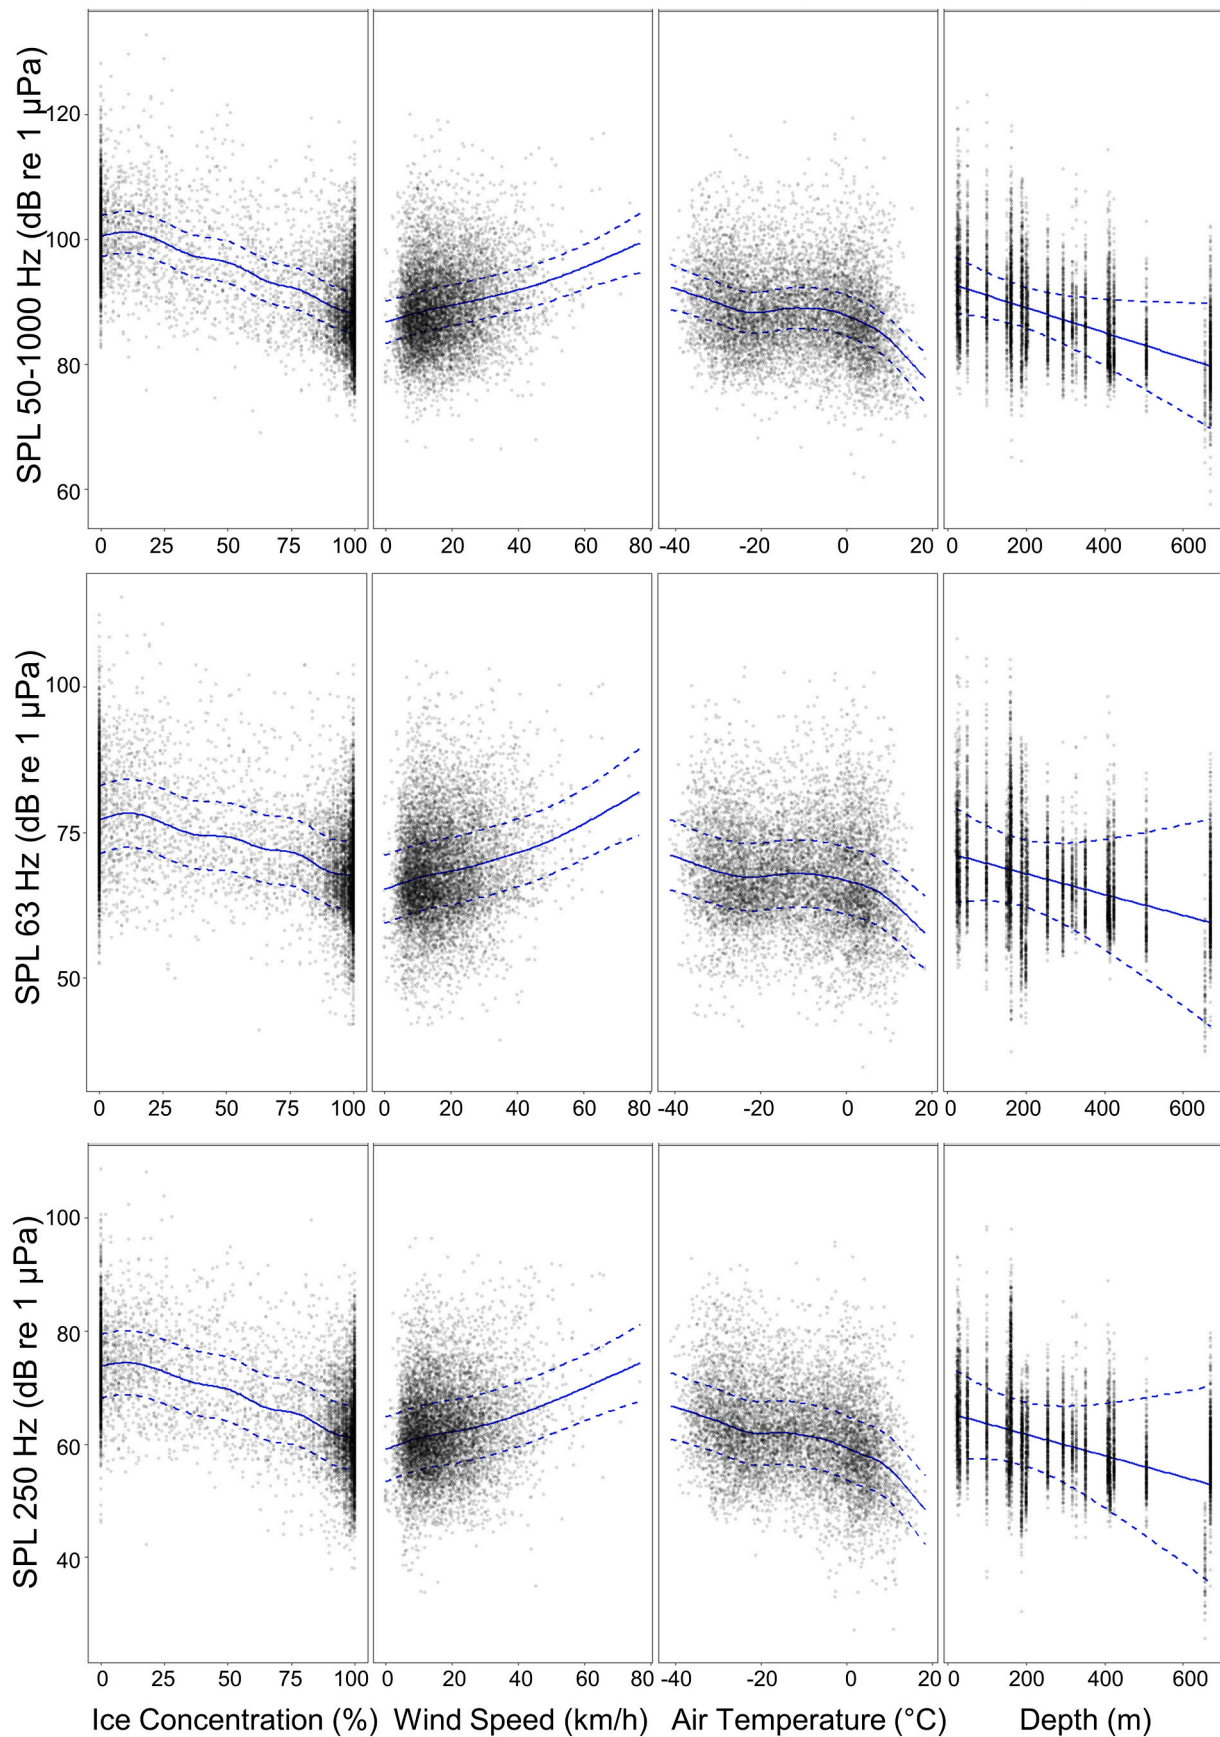 SPL 50-1000 Hz (dB re 1 µPa)
120
100
80
60
0 25 50 75 100
0 20 40 60 80
-40 -20 0 20
0 200 400 600
SPL 63 Hz (dB re 1 µPa)
100
75
50
0 25 50 75 100
0 20 40 60 80
-40 -20 0 20
0 200 400 600
SPL 250 Hz (dB re 1 µPa)
100
80
60
40
0 25 50 75 100
0 20 40 60 80
-40 -20 0 20
0 200 400 600
Ice Concentration (%) Wind Speed (km/h) Air Temperature (°C) Depth (m)